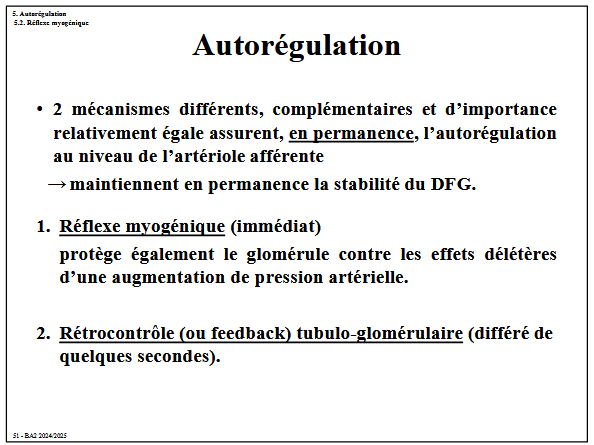 5. Autorégulation
5.2. Réflexe myogénique
Autorégulation
• 2 mécanismes différents, complémentaires et d’importance
relativement égale assurent, en permanence, l’autorégulation
au niveau de l’artériole afférente
→ maintiennent en permanence la stabilité du DFG.
1. Réflexe myogénique (immédiat)
protège également le glomérule contre les effets délétères
d’une augmentation de pression artérielle.
2. Rétrocontrôle (ou feedback) tubulo-glomérulaire (différé de
quelques secondes).
51 - BA2 2024/2025